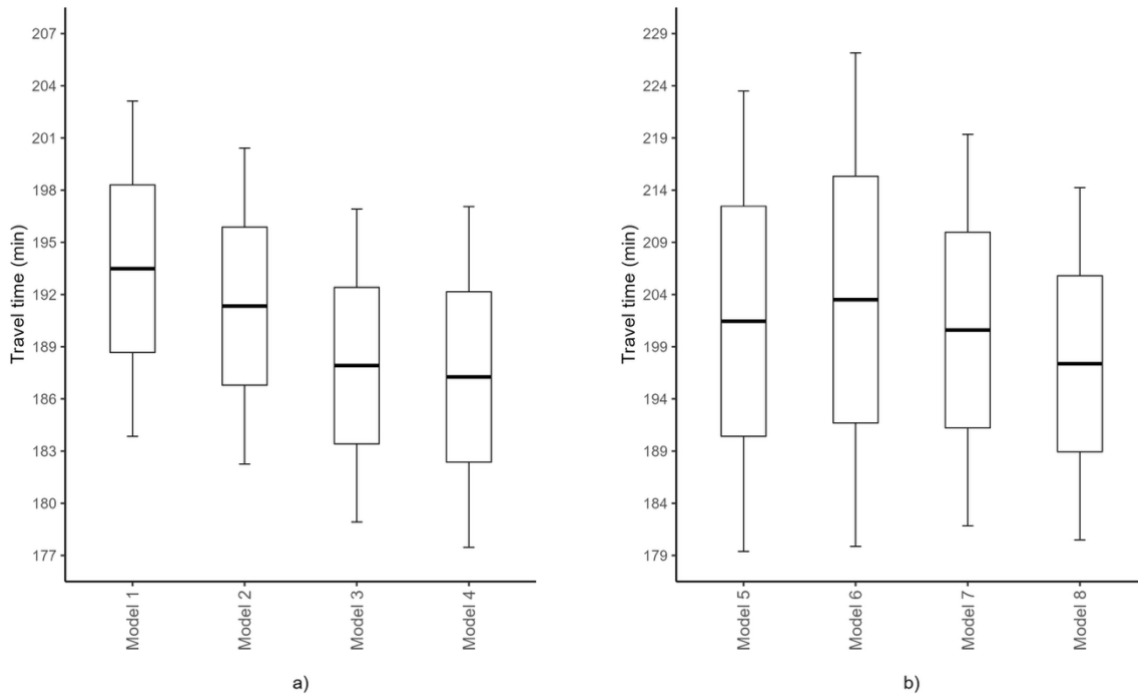 Travel time (min)
207
204
201
198
195
192
189
186
183
180
177
Model 1
Model 2
Model 3
Model 4
a)
Travel time (min)
229
224
219
214
209
204
199
194
189
184
179
Model 5
Model 6
Model 7
Model 8
b)